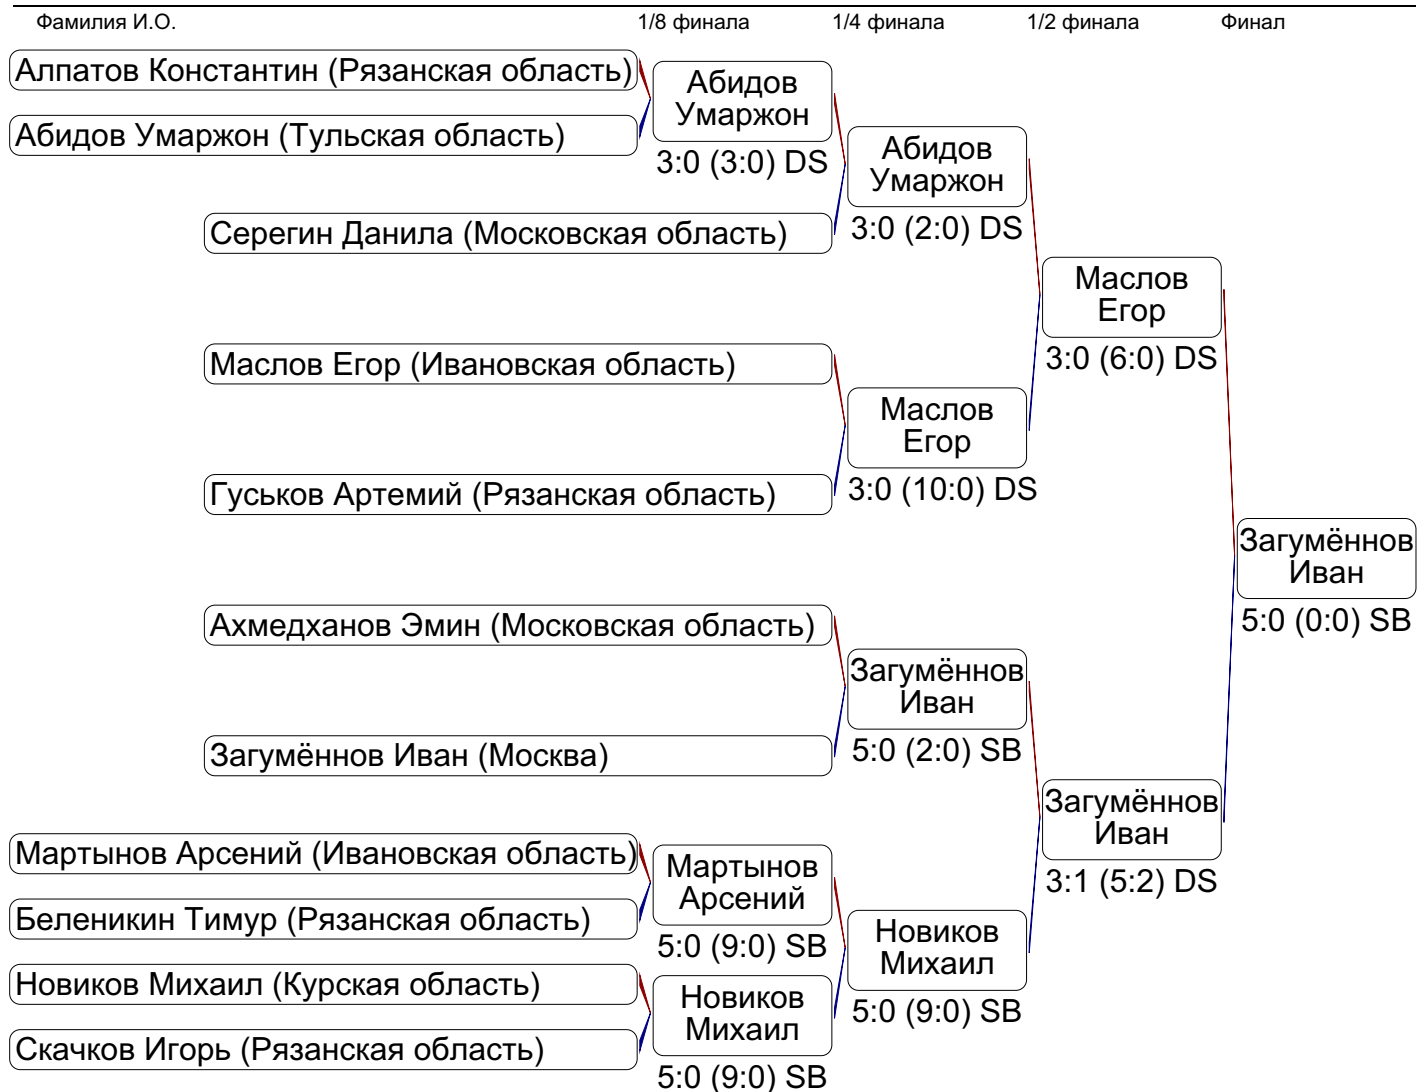 Фамилия И.О. 1/8 финала 1/4 финала 1/2 финала Финал
Алпатов Константин (Рязанская область)
Абидов
Умаржон
Абидов Умаржон (Тульская область)
3:0 (3:0) DS
Абидов
Умаржон
Серегин Данила (Московская область)
3:0 (2:0) DS
Маслов
Егор
Маслов Егор (Ивановская область)
3:0 (6:0) DS
Маслов
Егор
Гуськов Артемий (Рязанская область)
3:0 (10:0) DS
Загумённов
Иван
Ахмедханов Эмин (Московская область)
5:0 (0:0) SB
Загумённов
Иван
Загумённов Иван (Москва)
5:0 (2:0) SB
Загумённов
Иван
Мартынов Арсений (Ивановская область)
Мартынов
Арсений
3:1 (5:2) DS
Беленикин Тимур (Рязанская область)
5:0 (9:0) SB
Новиков
Михаил
Новиков Михаил (Курская область)
Новиков
Михаил
5:0 (9:0) SB
Скачков Игорь (Рязанская область)
5:0 (9:0) SB